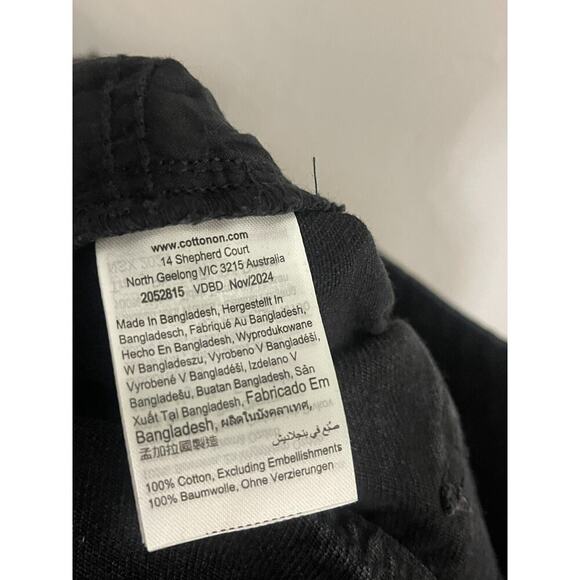 www.cottonon.com
14 Shepherd Court
North Geelong VIC 3215 Australia
2052815 VDBD Nov/2024
Made In Bangladesh, Hergestellt In
Bangladesch, Fabriqué Au Bangladesh,
Hecho En Bangladesh, Wyprodukowane
W Bangladeszu, Vyrobeno V Bangladéši,
Vyrobené V Bangladéši, Izdelano V
Bangladešu, Buatan Bangladesh, Sản
Xuất Tại Bangladesh, Fabricado Em
Bangladesh, ผลิตในบังคลาเทศ,
孟加拉國製造 صنع في بنجلاديش
100% Cotton, Excluding Embellishments
100% Baumwolle, Ohne Verzierungen